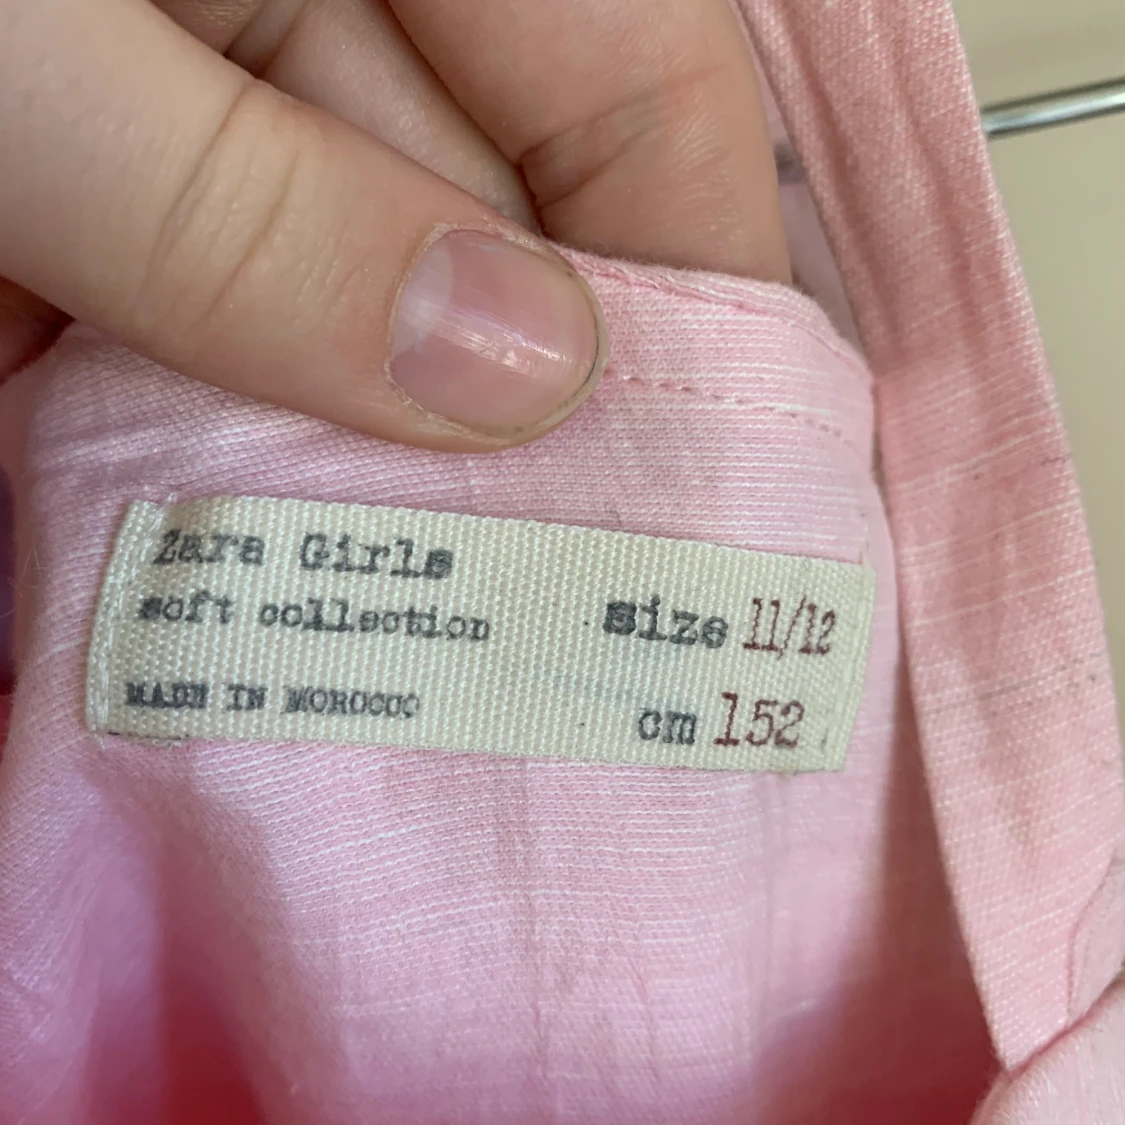 Zara Girls
soft collection
MADE IN MOROCCO
size 11/12
cm 152